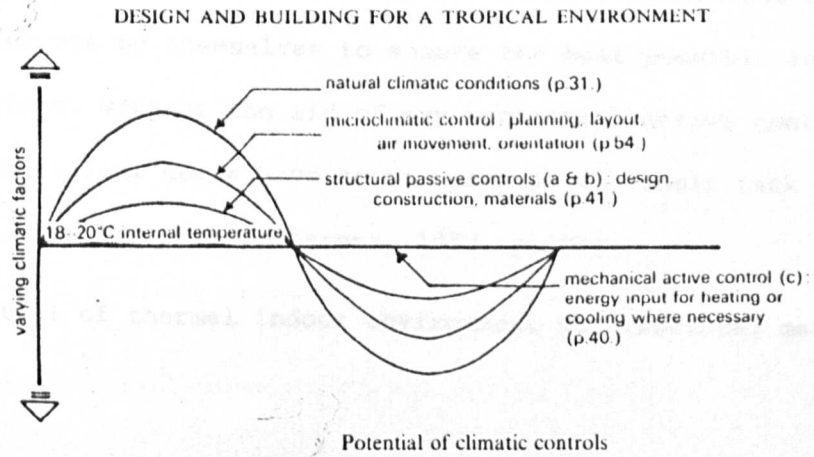 DESIGN AND BUILDING FOR A TROPICAL ENVIRONMENT
natural climatic conditions (p.31.)
microclimatic control planning, layout,
air movement, orientation (p.54)
structural passive controls (a & b), design,
construction, materials (p.41.)
18–20°C internal temperature
varying climatic factors
mechanical active control (c):
energy input for heating or
cooling where necessary
(p.40.)
Potential of climatic controls